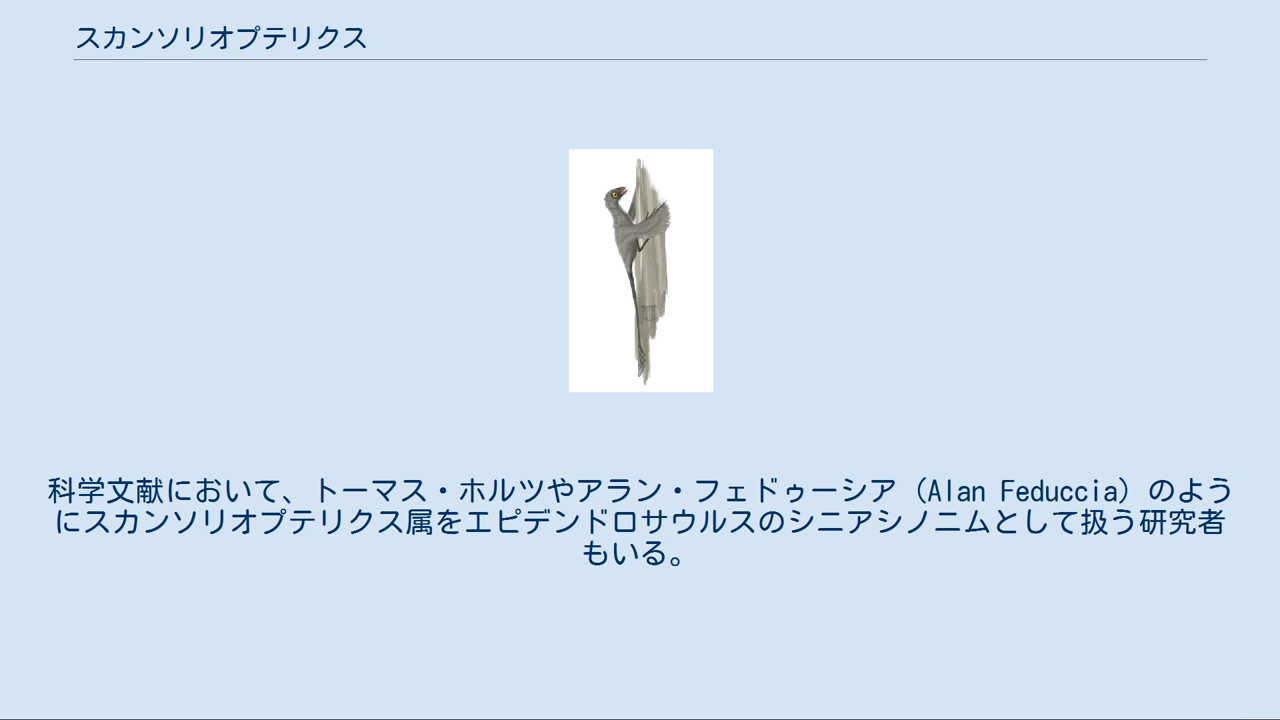 スカンソリオプテリクス
科学文献において、トーマス・ホルツやアラン・フェドゥーシア（Alan Feduccia）のよう
にスカンソリオプテリクス属をエピデンドロサウルスのシニアシノニムとして扱う研究者
もいる。